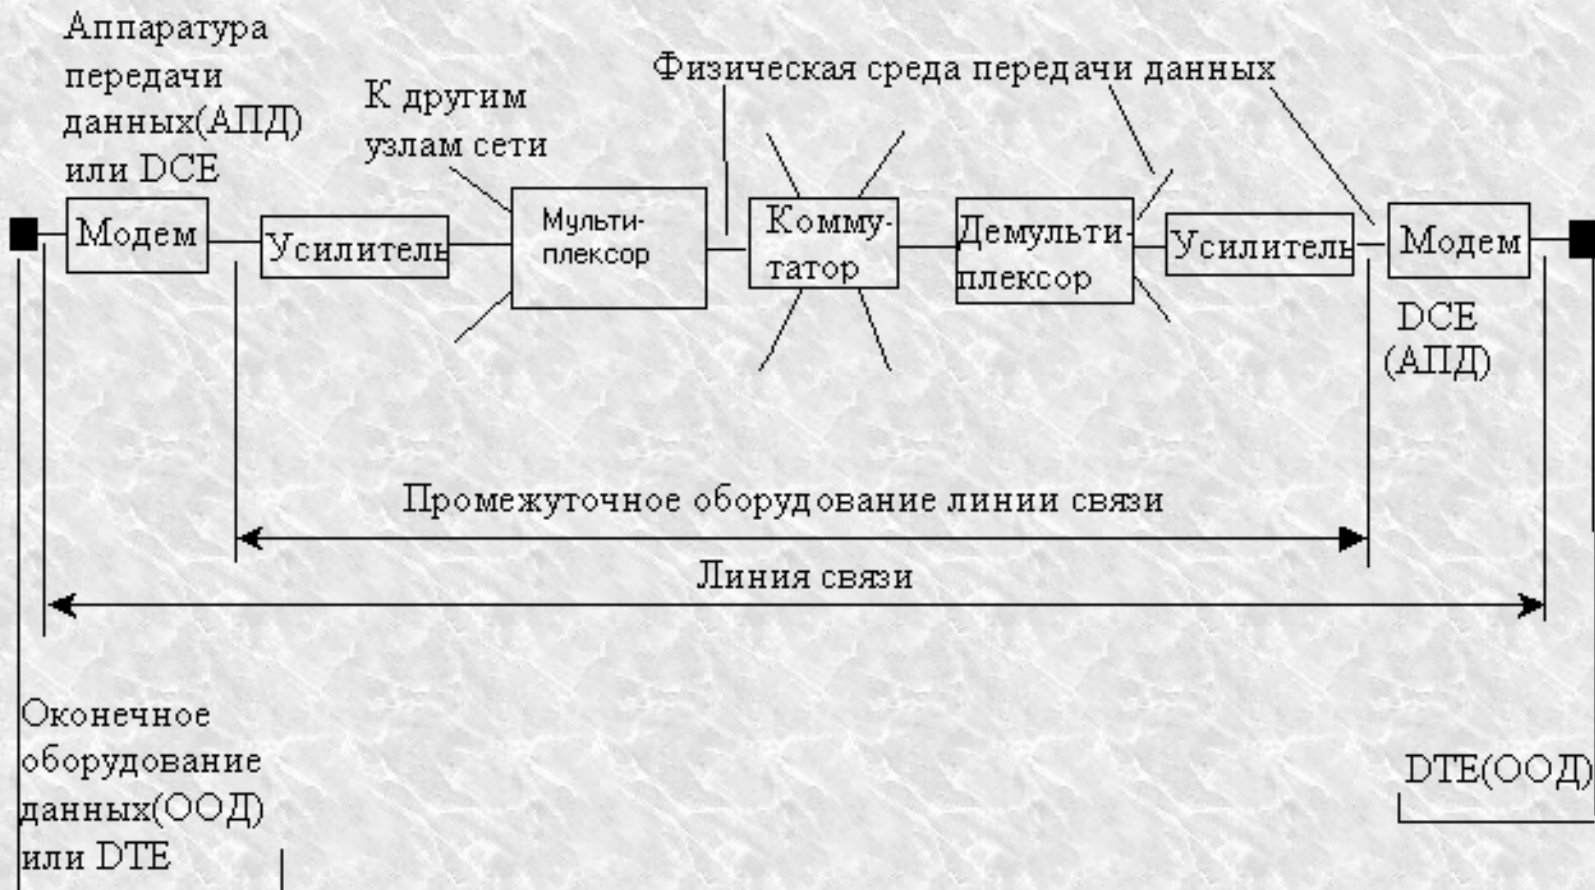 Аппаратура
передачи
данных(АПД)
или DCE
К другим
узлам сети
Физическая среда передачи данных
Модем
Усилитель
Мульти-
плексор
Комму-
татор
Демульти-
плексор
Усилитель
Модем
DCE
(АПД)
Промежуточное оборудование линии связи
Линия связи
Оконечное
оборудование
данных(ООД)
или DTE
DTE(ООД)